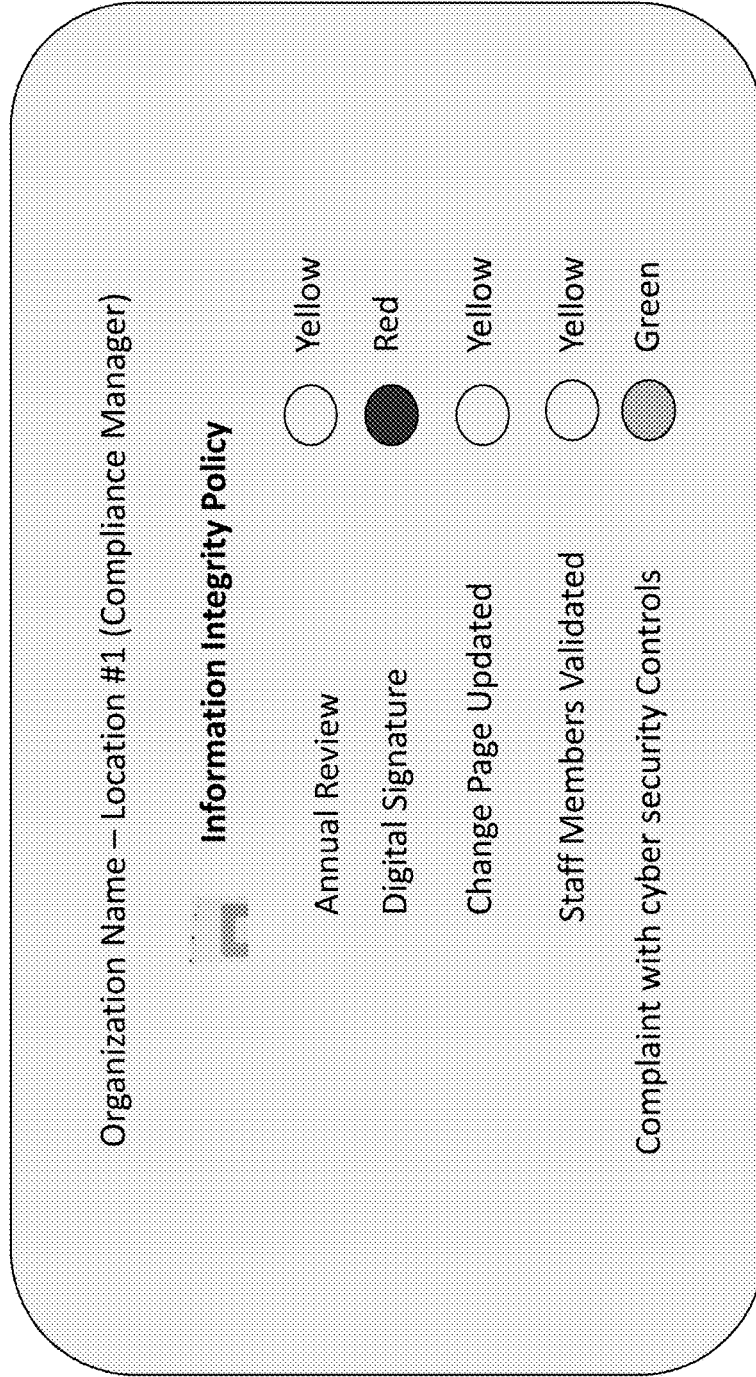 Organization Name – Location #1 (Compliance Manager)
Information Integrity Policy
Annual Review Yellow
Digital Signature Red
Change Page Updated Yellow
Staff Members Validated Yellow
Complaint with cyber security Controls Green